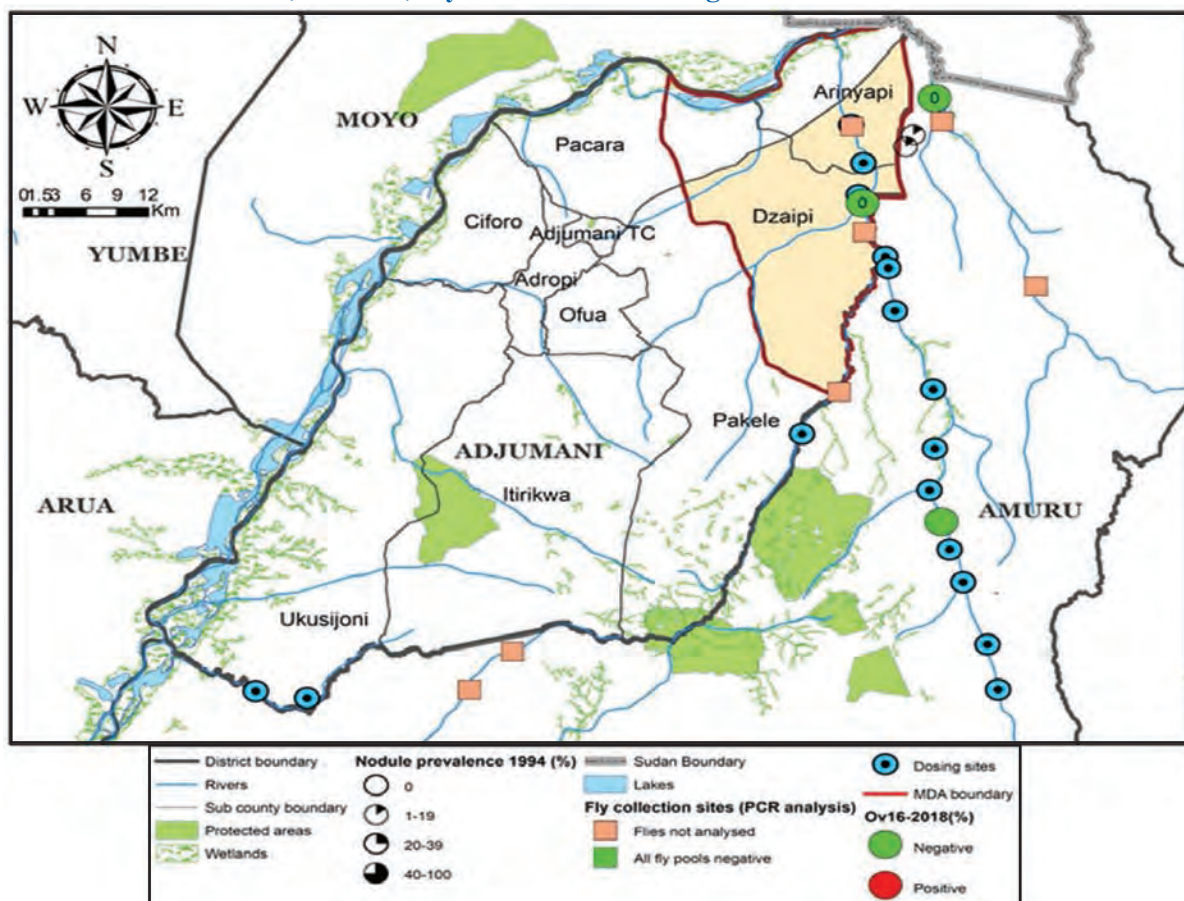 N
W E
S
01.53 6 9 12
Km
MOYO
YUMBE
ARUA
ADJUMANI
AMURU
Arinyapi
Pacara
Dzaipi
Ciforo
Adjumani TC
Adropi
Ofua
Pakele
Itirikwa
Ukusijoni
0
0
District boundary
Rivers
Sub county boundary
Protected areas
Wetlands
Nodule prevalence 1994 (%)
0
1-19
20-39
40-100
Sudan Boundary
Lakes
Fly collection sites (PCR analysis)
Flies not analysed
All fly pools negative
Dosing sites
MDA boundary
Ov16-2018(%)
Negative
Positive